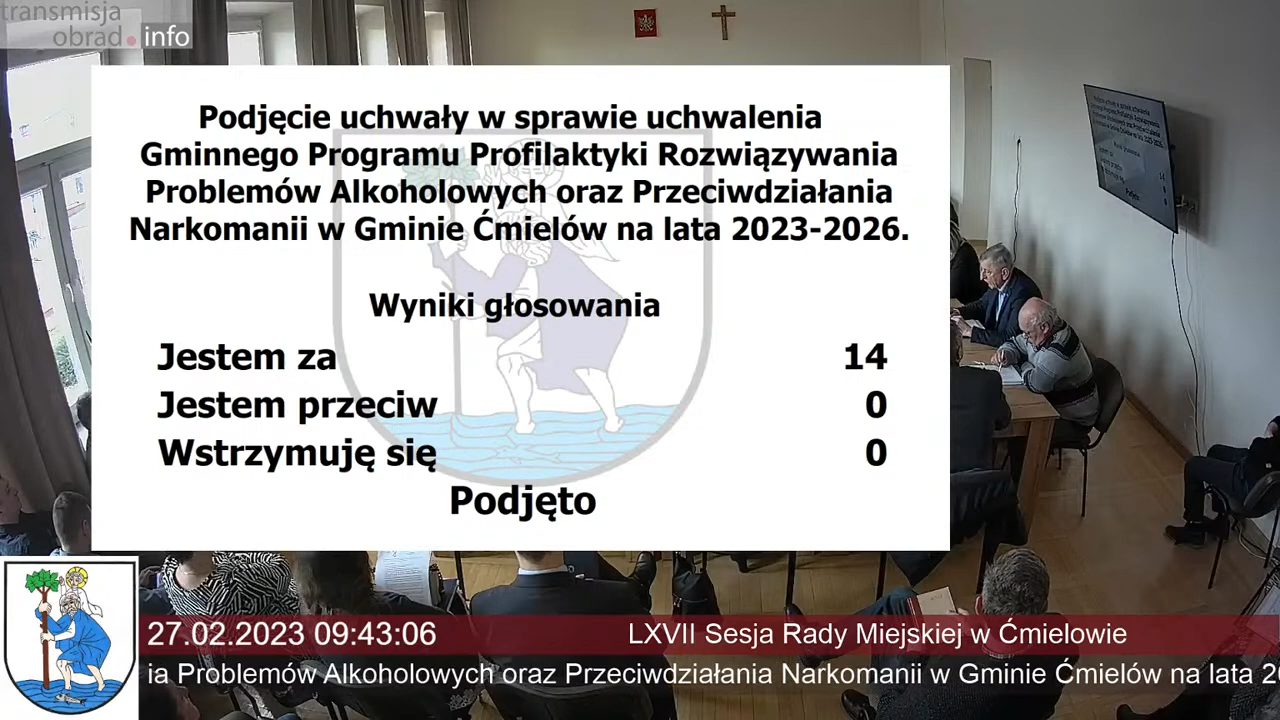 transmisja
obrad.info
Podjęcie uchwały w sprawie uchwalenia
Gminnego Programu Profilaktyki Rozwiązywania
Problemów Alkoholowych oraz Przeciwdziałania
Narkomanii w Gminie Ćmielów na lata 2023-2026.
Wyniki głosowania
Jestem za 14
Jestem przeciw 0
Wstrzymuję się 0
Podjęto
27.02.2023 09:43:06 LXVII Sesja Rady Miejskiej w Ćmielowie
ia Problemów Alkoholowych oraz Przeciwdziałania Narkomanii w Gminie Ćmielów na lata 20